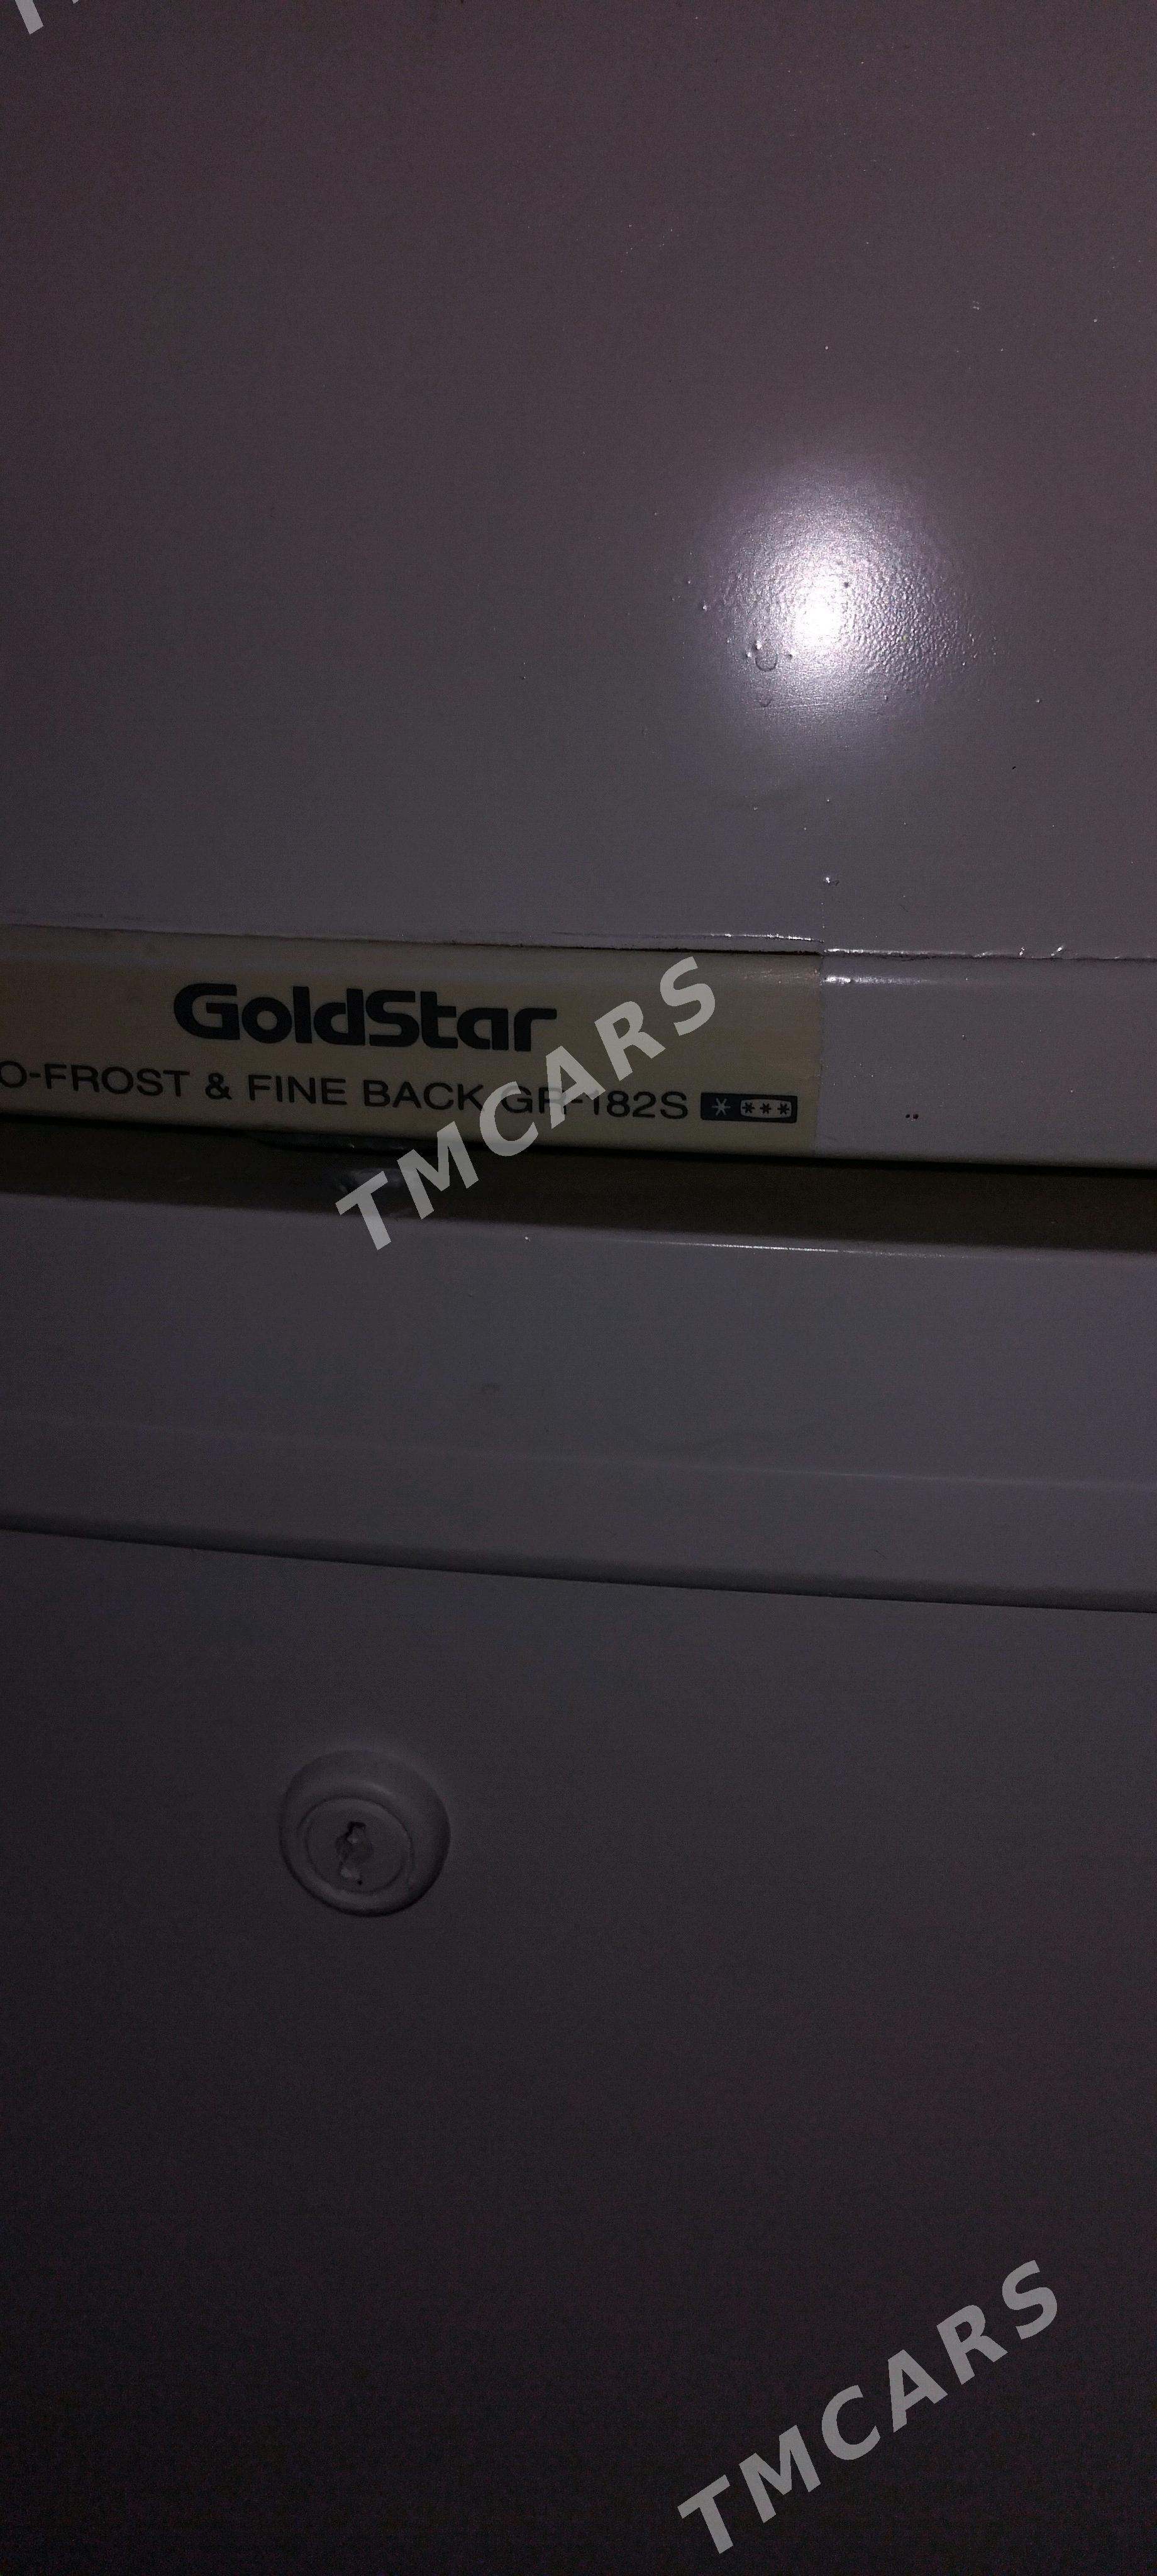 GoldStar
O-FROST & FINE BACK GR-182S
TMCARS
TMCARS